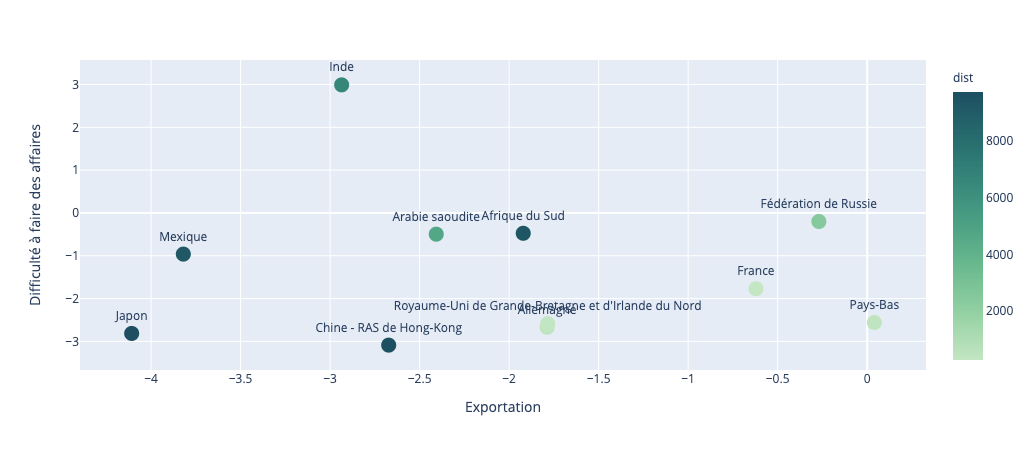 Inde
Arabie saoudite
Afrique du Sud
Fédération de Russie
Mexique
France
Royaume-Uni de Grande-Bretagne et d'Irlande du Nord
Allemagne
Pays-Bas
Japon
Chine - RAS de Hong-Kong
3
2
1
0
−1
−2
−3
Difficulté à faire des affaires
−4
−3.5
−3
−2.5
−2
−1.5
−1
−0.5
0
Exportation
dist
8000
6000
4000
2000